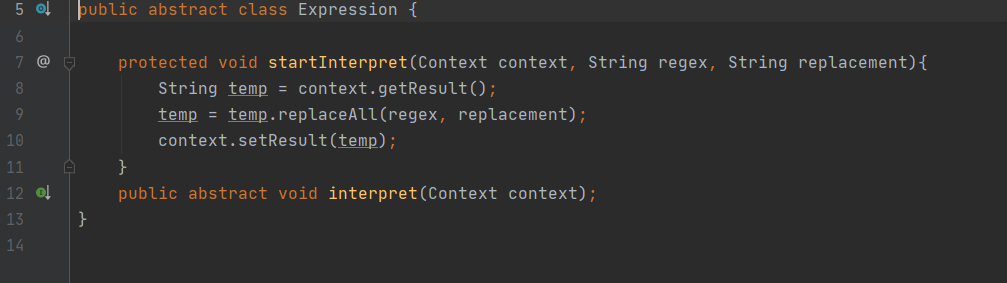 5 public abstract class Expression {
6
7 @ protected void startInterpret(Context context, String regex, String replacement){
8 String temp = context.getResult();
9 temp = temp.replaceAll(regex, replacement);
10 context.setResult(temp);
11 }
12 public abstract void interpret(Context context);
13 }
14